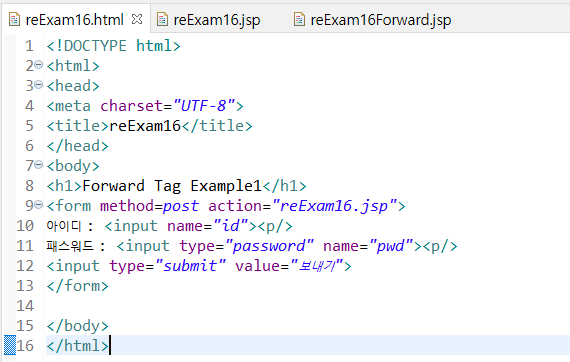 reExam16.html reExam16.jsp reExam16Forward.jsp
1 <!DOCTYPE html>
2 <html>
3 <head>
4 <meta charset="UTF-8">
5 <title>reExam16</title>
6 </head>
7 <body>
8 <h1>Forward Tag Example1</h1>
9 <form method=post action="reExam16.jsp">
10 아이디 : <input name="id"><p/>
11 패스워드 : <input type="password" name="pwd"><p/>
12 <input type="submit" value="보내기">
13 </form>
14
15 </body>
16 </html>